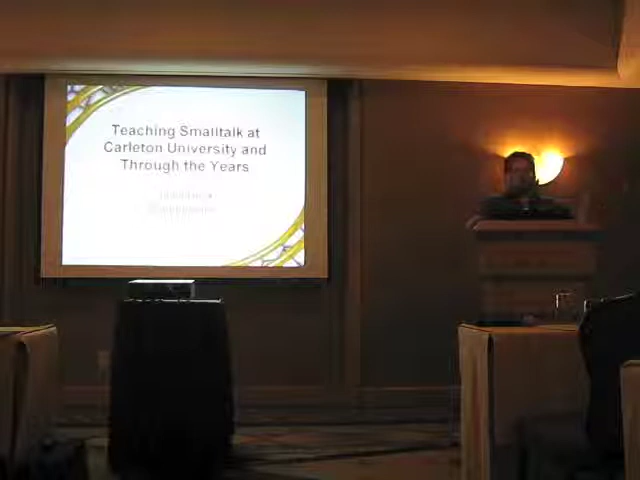 Teaching Smalltalk at
Carleton University and
Through the Years